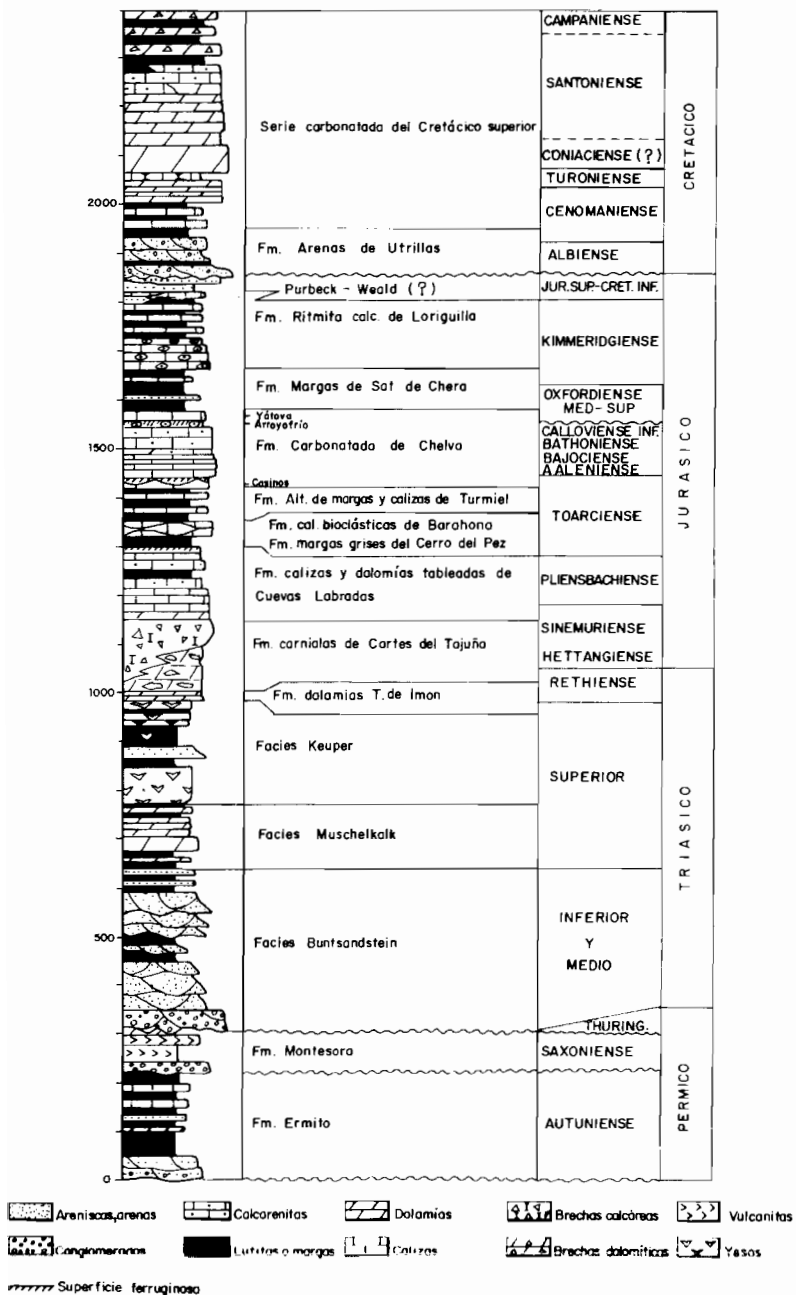 CAMPANIENSE
SANTONIENSE
Serie carbonatada del Cretácico superior
CONIACIENSE (?)
TURONIENSE
2000
CENOMANIENSE
CRETACICO
Fm. Arenas de Utrillas
ALBIENSE
Purbeck - Weald (?)
JUR.SUP.-CRET. INF.
Fm. Ritmita calc. de Loriguilla
KIMMERIDGIENSE
Fm. Margas de Sot de Chera
OXFORDIENSE
MED-SUP
Yátova
Arroyofrío
1500
Fm. Carbonatada de Chelva
CALLOVIENSE INF.
BATHONIENSE
BAJOCIENSE
AALENIENSE
Casinos
Fm. Alt. de margas y calizas de Turmiel
TOARCIENSE
JURASICO
Fm. cal. bioclásticas de Barahona
Fm. margas grises del Cerro del Pez
Fm. calizas y dolomías tableadas de
Cuevas Labradas
PLIENSBACHIENSE
SINEMURIENSE
Fm. carniolas de Cortes del Tajuña
HETTANGIENSE
1000
RETHIENSE
Fm. dolomias T. de Imon
Facies Keuper
SUPERIOR
Facies Muschelkalk
TRIASICO
500
Facies Buntsandstein
INFERIOR
Y
MEDIO
THURING.
Fm. Montesoro
SAXONIENSE
Fm. Ermito
AUTUNIENSE
PERMICO
0
Areniscas,arenas
Calcarenitas
Dolomías
Brechas calcáreas
Vulcanitas
Conglomerados
Lutitas o margas
Calizas
Brechas dolomíticas
Yesos
Superficie ferruginosa